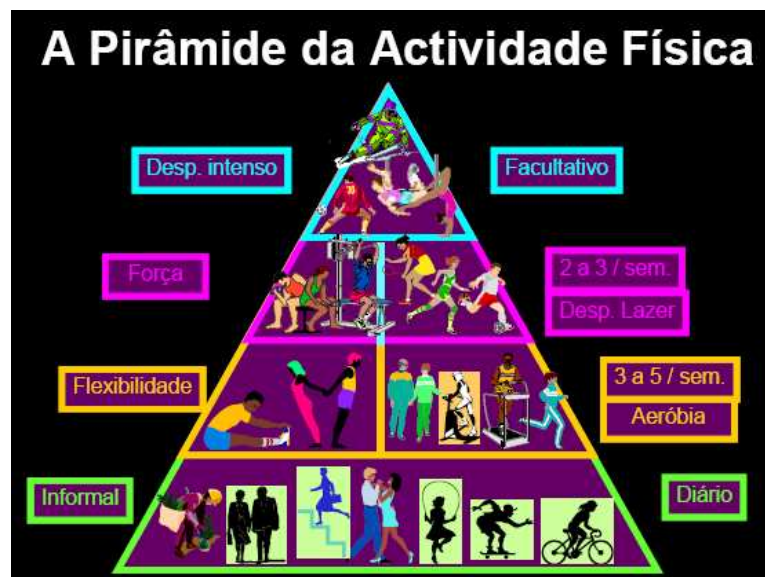 A Pirâmide da Actividade Física
Desp. intenso
Facultativo
Força
2 a 3 / sem.
Desp. Lazer
Flexibilidade
3 a 5 / sem.
Aeróbia
Informal
Diário